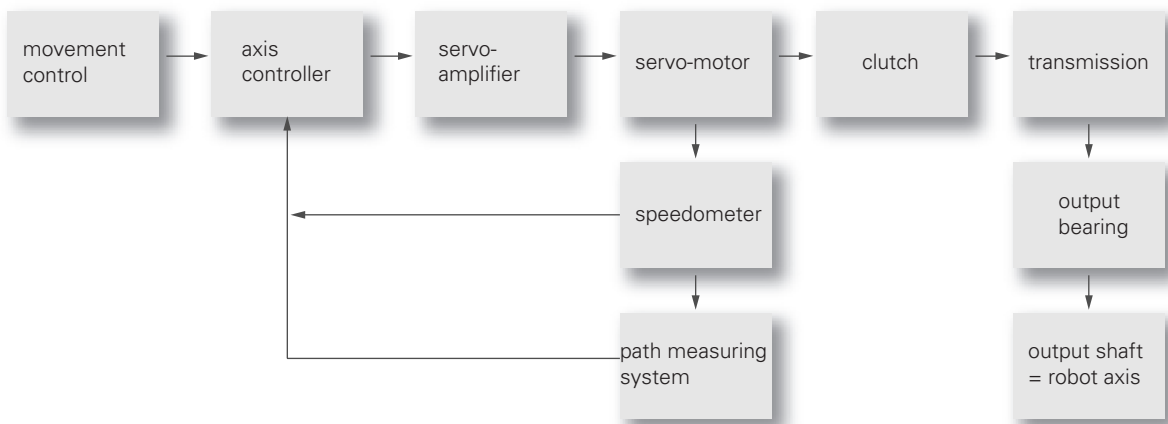 movement
control
axis
controller
servo-
amplifier
servo-motor
clutch
transmission
speedometer
output
bearing
path measuring
system
output shaft
= robot axis